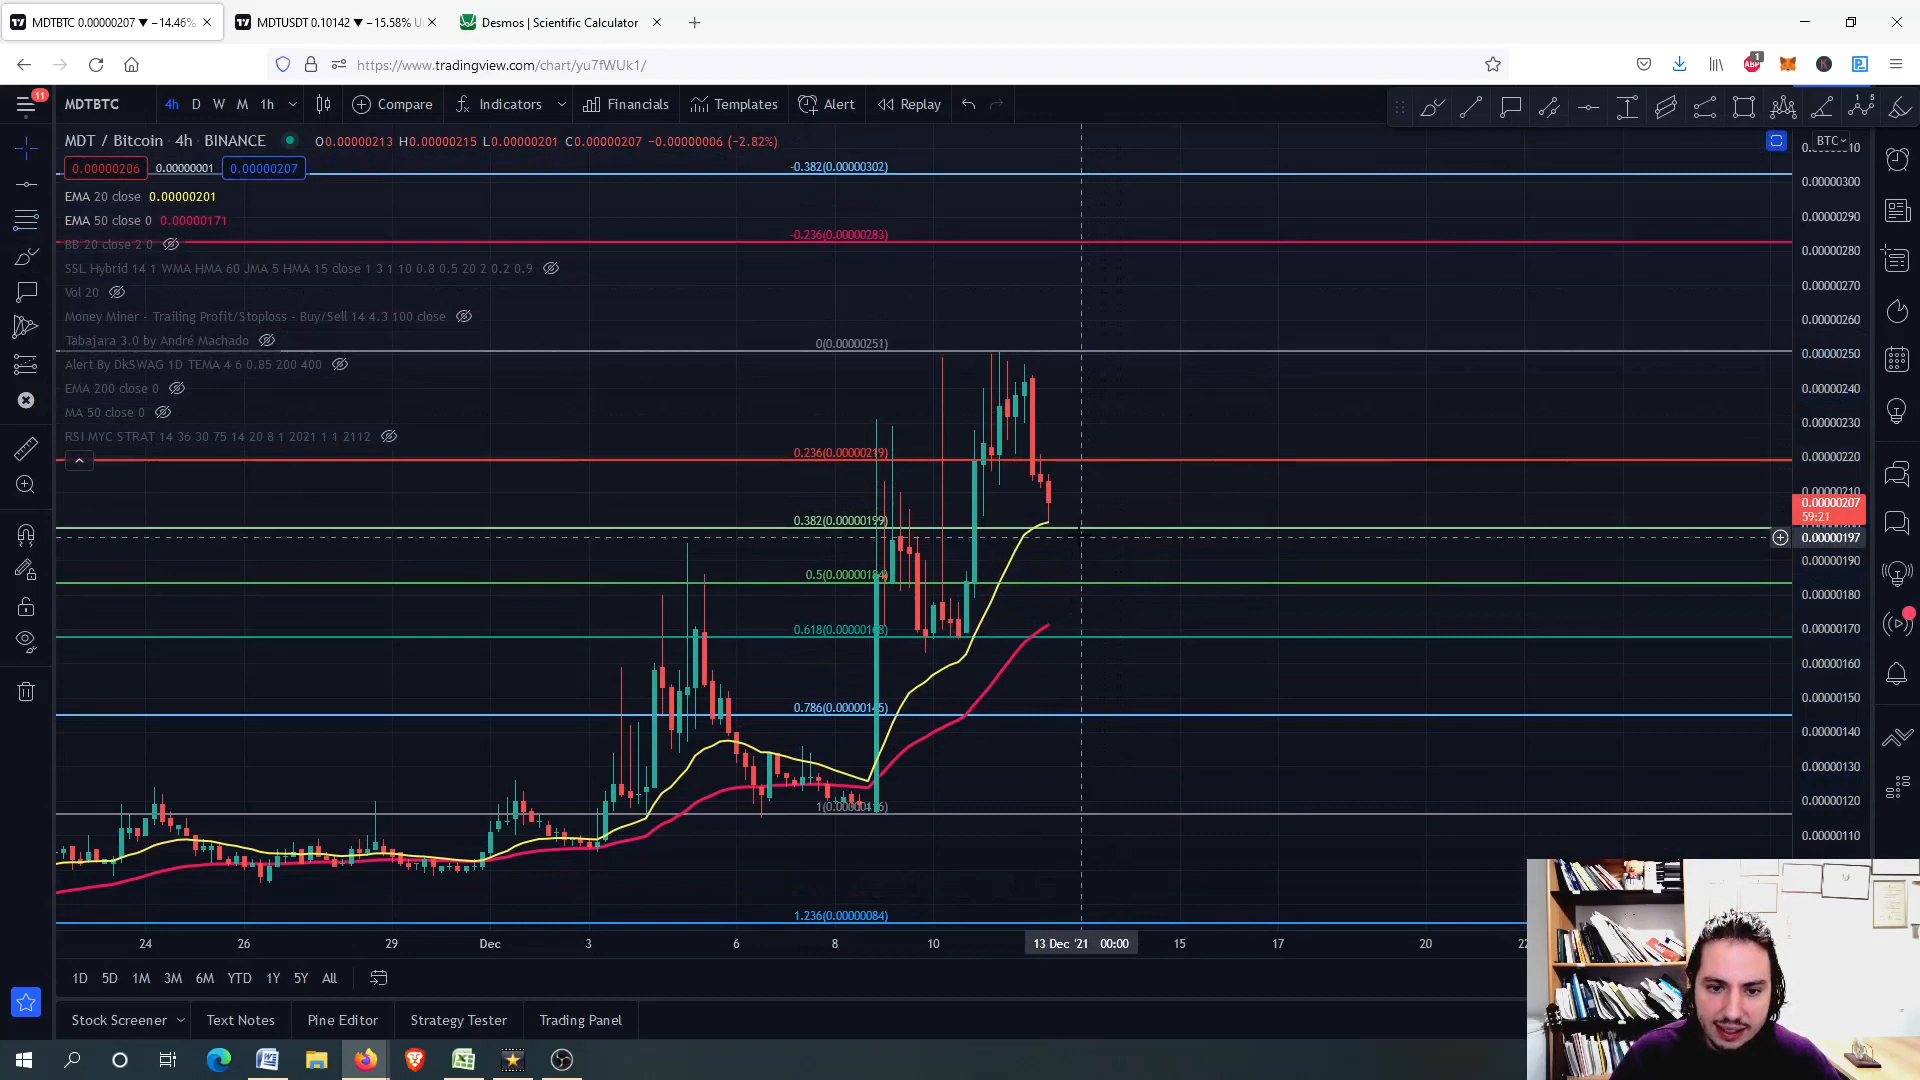 MDTBTC 0.00000207 ▼ −14.46%
MDTUSDT 0.10142 ▼ −15.58%
Desmos | Scientific Calculator
https://www.tradingview.com/chart/yu7fWUk1/
1
11
MDTBTC
4h D W M 1h
Compare
Indicators
Financials
Templates
Alert
Replay
MDT / Bitcoin · 4h · BINANCE
O0.00000213 H0.00000215 L0.00000201 C0.00000207 −0.00000006 (−2.82%)
0.00000206 0.00000001 0.00000207
EMA 20 close 0.00000201
EMA 50 close 0 0.00000171
BB 20 close 2 0
SSL Hybrid 14 1 WMA HMA 60 JMA 5 HMA 15 close 1 3 1 10 0.8 0.5 20 2 0.2 0.9
Vol 20
Money Miner - Trailing Profit/Stoploss - Buy/Sell 14 4.3 100 close
Tabajara 3.0 by André Machado
Alert By DkSWAG 1D TEMA 4 6 0.85 200 400
EMA 200 close 0
MA 50 close 0
RSI MYC STRAT 14 36 30 75 14 20 8 1 2021 1 1 2112
-0.382(0.00000302)
-0.236(0.00000283)
0(0.00000251)
0.236(0.00000219)
0.382(0.00000199)
0.5(0.00000184)
0.618(0.00000168)
0.786(0.00000145)
1(0.00000116)
1.236(0.00000084)
BTC
0.00000300
0.00000290
0.00000280
0.00000270
0.00000260
0.00000250
0.00000240
0.00000230
0.00000220
0.00000210
0.00000207
59:21
0.00000197
0.00000190
0.00000180
0.00000170
0.00000160
0.00000150
0.00000140
0.00000130
0.00000120
0.00000110
24 26 29 Dec 3 6 8 10 13 Dec '21 00:00 15 17 20
1D 5D 1M 3M 6M YTD 1Y 5Y All
Stock Screener Text Notes Pine Editor Strategy Tester Trading Panel